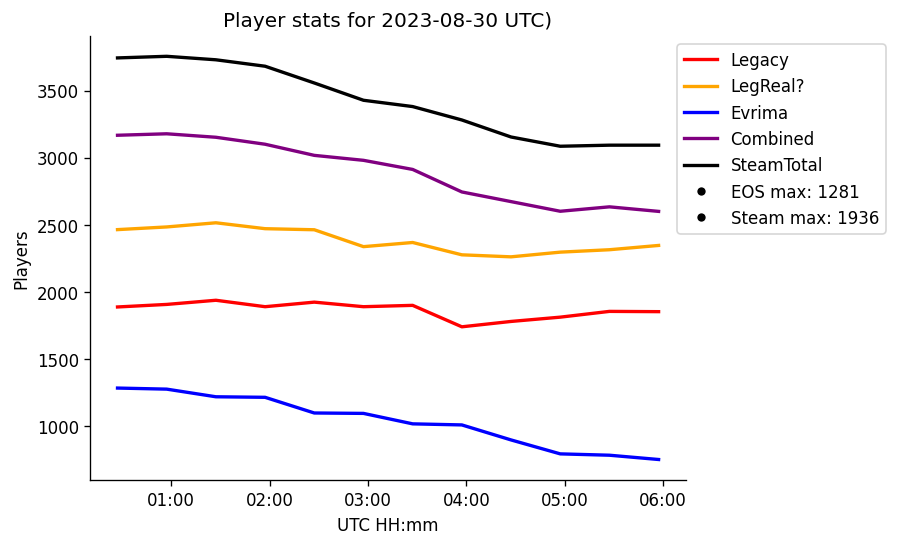 Player stats for 2023-08-30 UTC)
Legacy
LegReal?
Evrima
Combined
SteamTotal
EOS max: 1281
Steam max: 1936
Players
3500
3000
2500
2000
1500
1000
01:00
02:00
03:00
04:00
05:00
06:00
UTC HH:mm